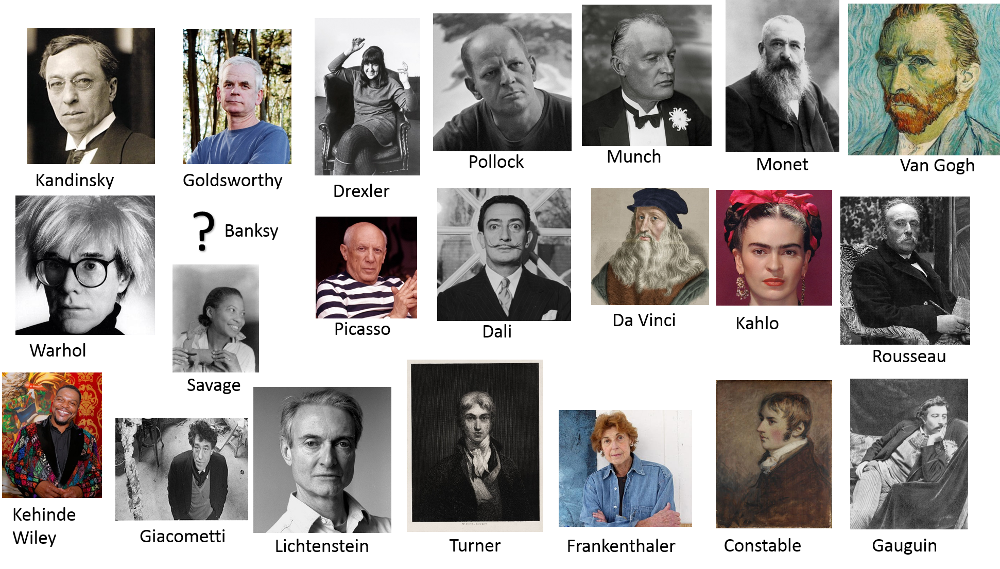 Kandinsky
Goldsworthy
Drexler
Pollock
Munch
Monet
Van Gogh
Warhol
?
Banksy
Savage
Picasso
Dali
Da Vinci
Kahlo
Rousseau
Kehinde
Wiley
Giacometti
Lichtenstein
Turner
Frankenthaler
Constable
Gauguin